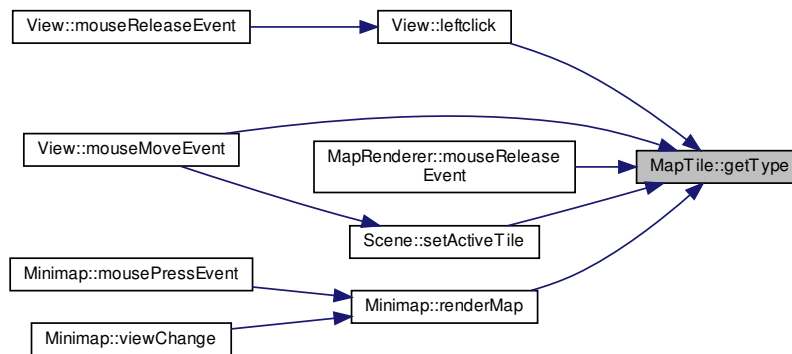 View::mouseReleaseEvent
View::leftclick
View::mouseMoveEvent
MapRenderer::mouseRelease
Event
MapTile::getType
Scene::setActiveTile
Minimap::mousePressEvent
Minimap::renderMap
Minimap::viewChange